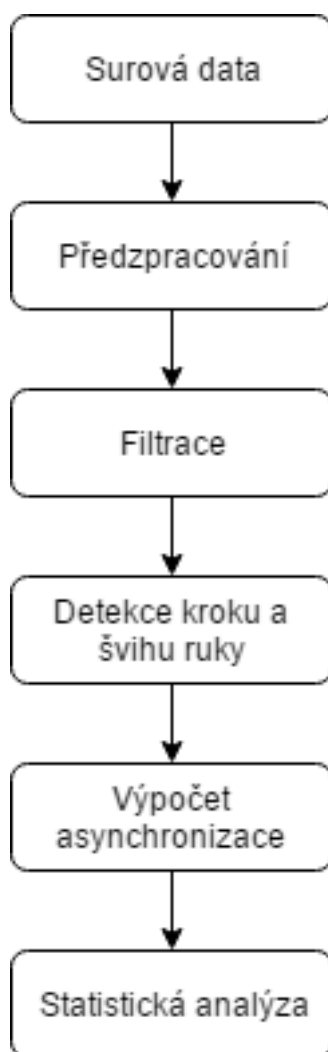 Surová data
Předzpracování
Filtrace
Detekce kroku a
švihu ruky
Výpočet
asynchronizace
Statistická analýza